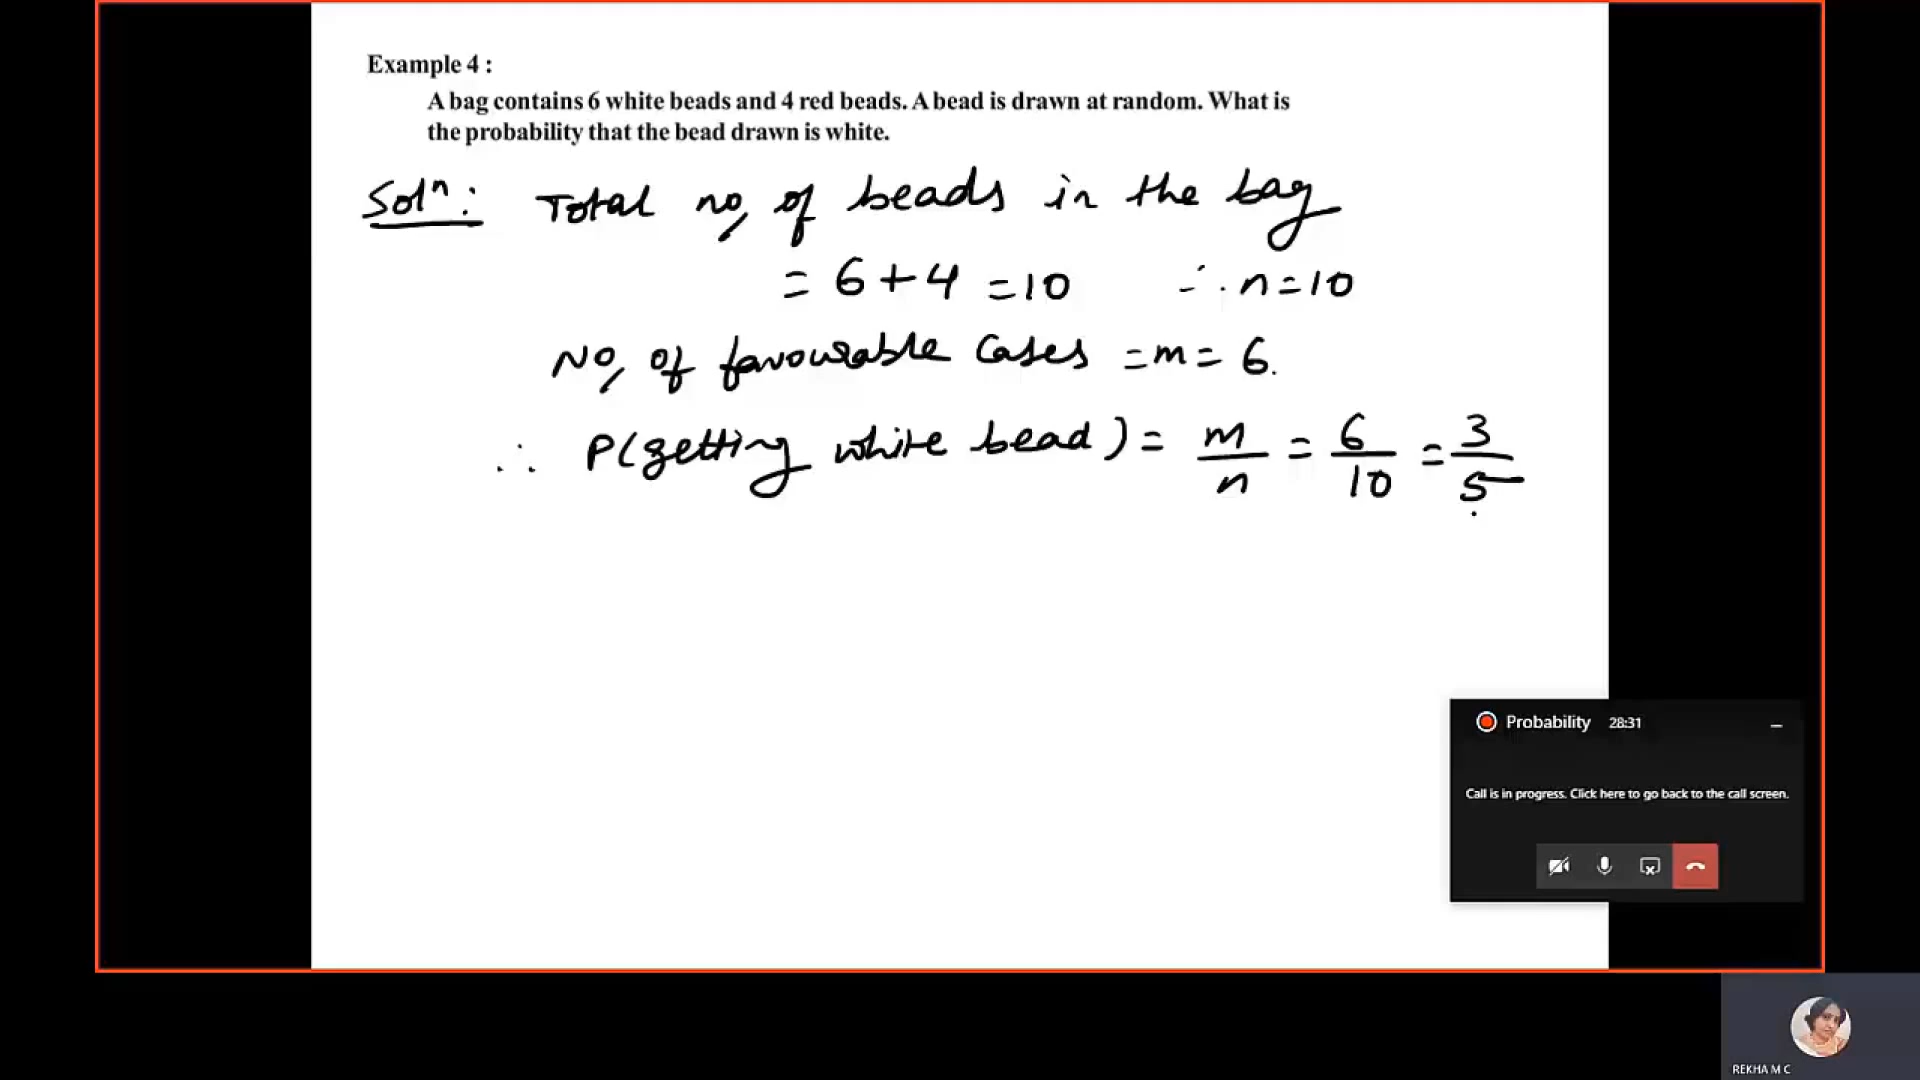 Example 4 :
A bag contains 6 white beads and 4 red beads. A bead is drawn at random. What is
the probability that the bead drawn is white.
Solⁿ: Total no, of beads in the bag
= 6 + 4 = 10 ∴ n = 10
No, of favourable cases = m = 6.
∴ P(getting white bead) = m/n = 6/10 = 3/5
Probability 28:31
Call is in progress. Click here to go back to the call screen.
REKHA M C